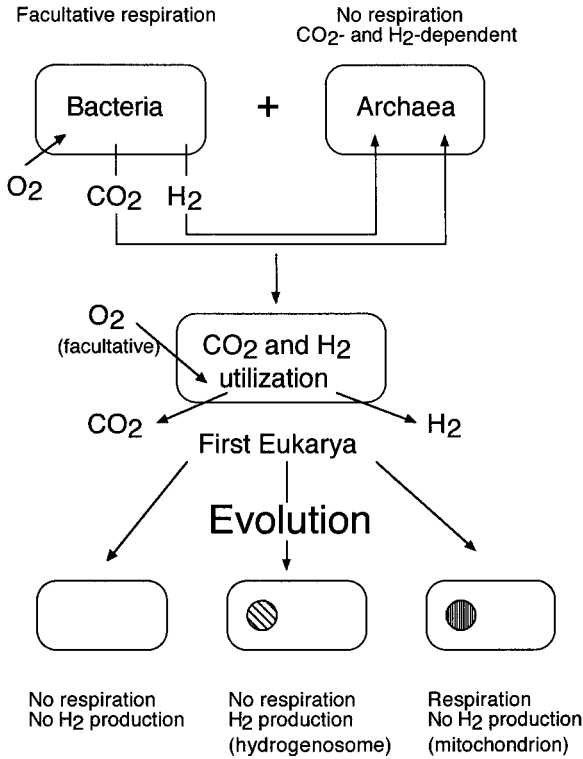 Facultative respiration
No respiration
CO2- and H2-dependent
Bacteria
+
Archaea
O2
CO2
H2
O2
(facultative)
CO2 and H2
utilization
CO2
H2
First Eukarya
Evolution
No respiration
No H2 production
No respiration
H2 production
(hydrogenosome)
Respiration
No H2 production
(mitochondrion)